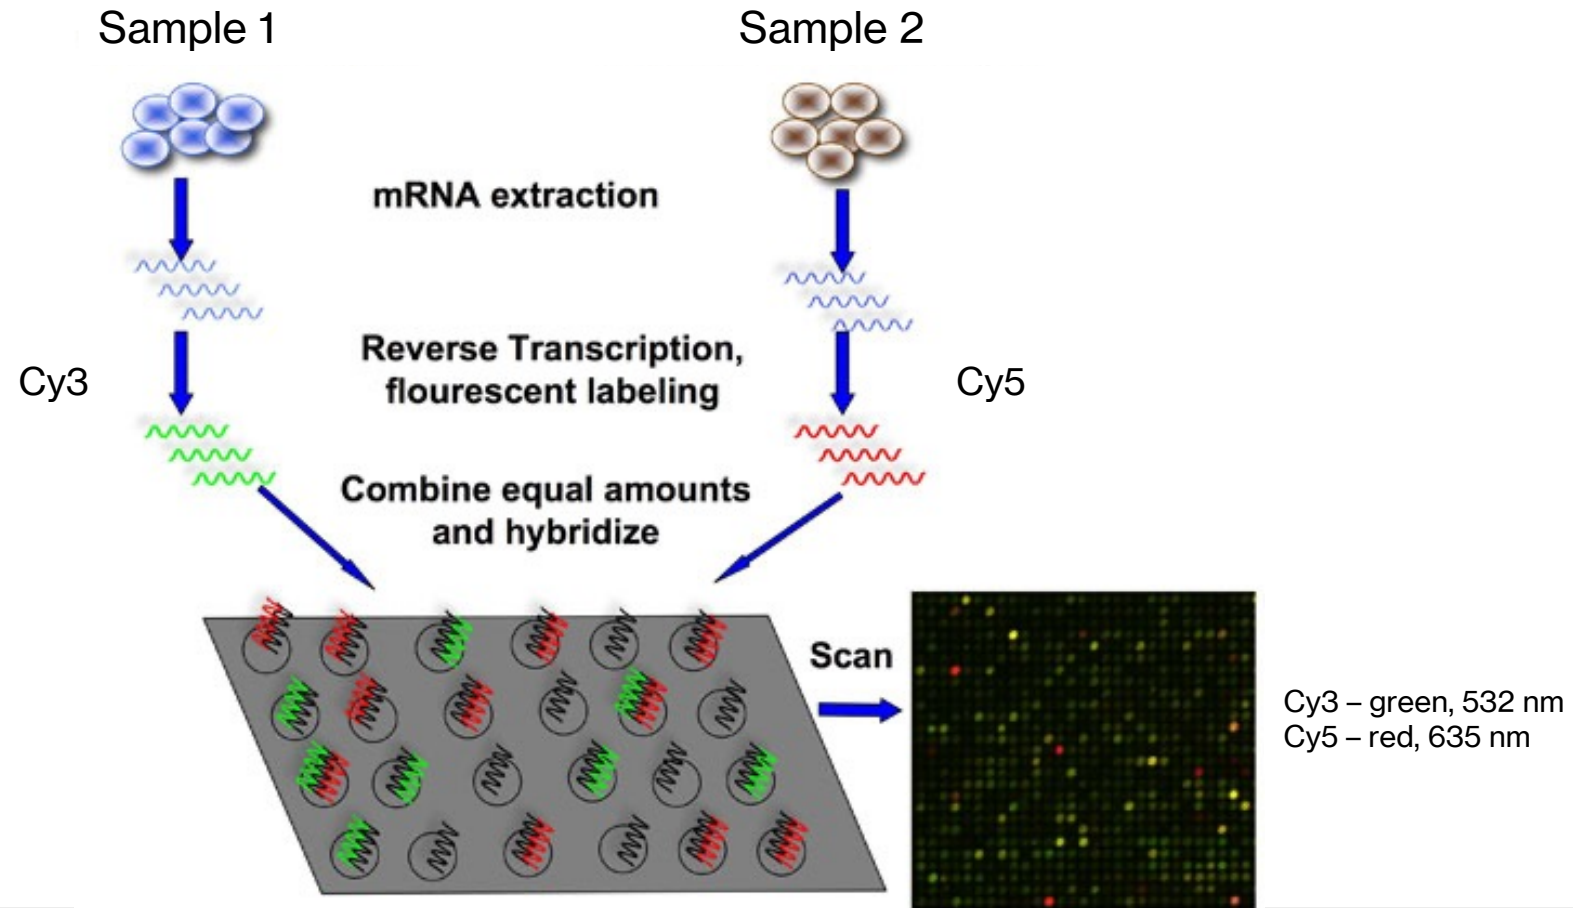 Sample 1
Sample 2
mRNA extraction
Reverse Transcription,
flourescent labeling
Cy3
Cy5
Combine equal amounts
and hybridize
Scan
Cy3 – green, 532 nm
Cy5 – red, 635 nm